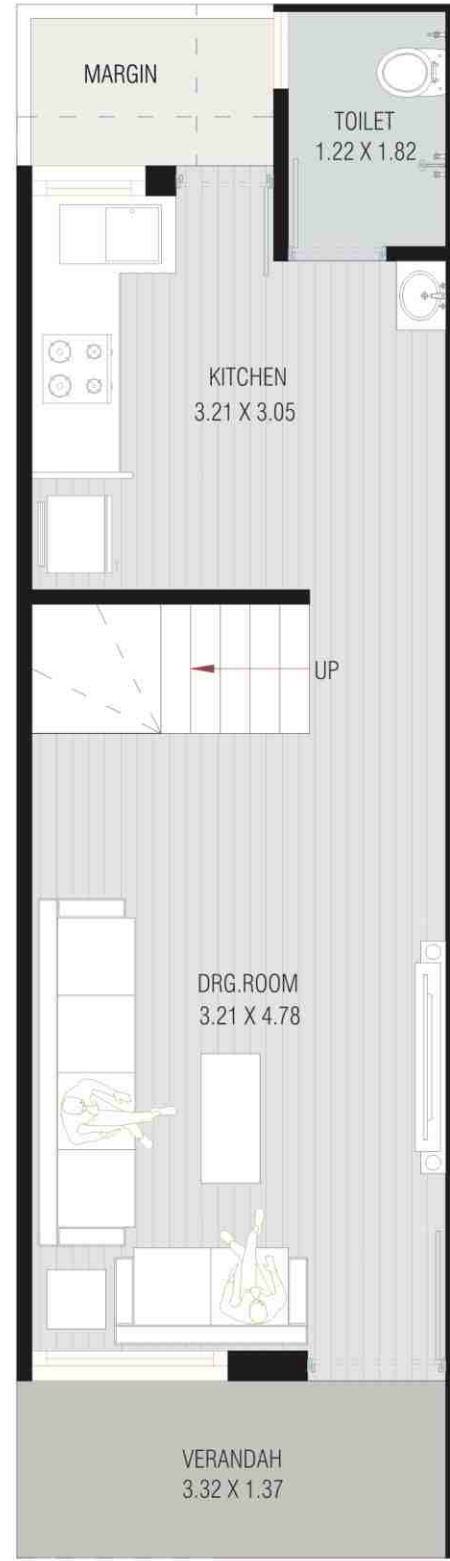 MARGIN
TOILET
1.22 X 1.82
KITCHEN
3.21 X 3.05
UP
DRG.ROOM
3.21 X 4.78
VERANDAH
3.32 X 1.37